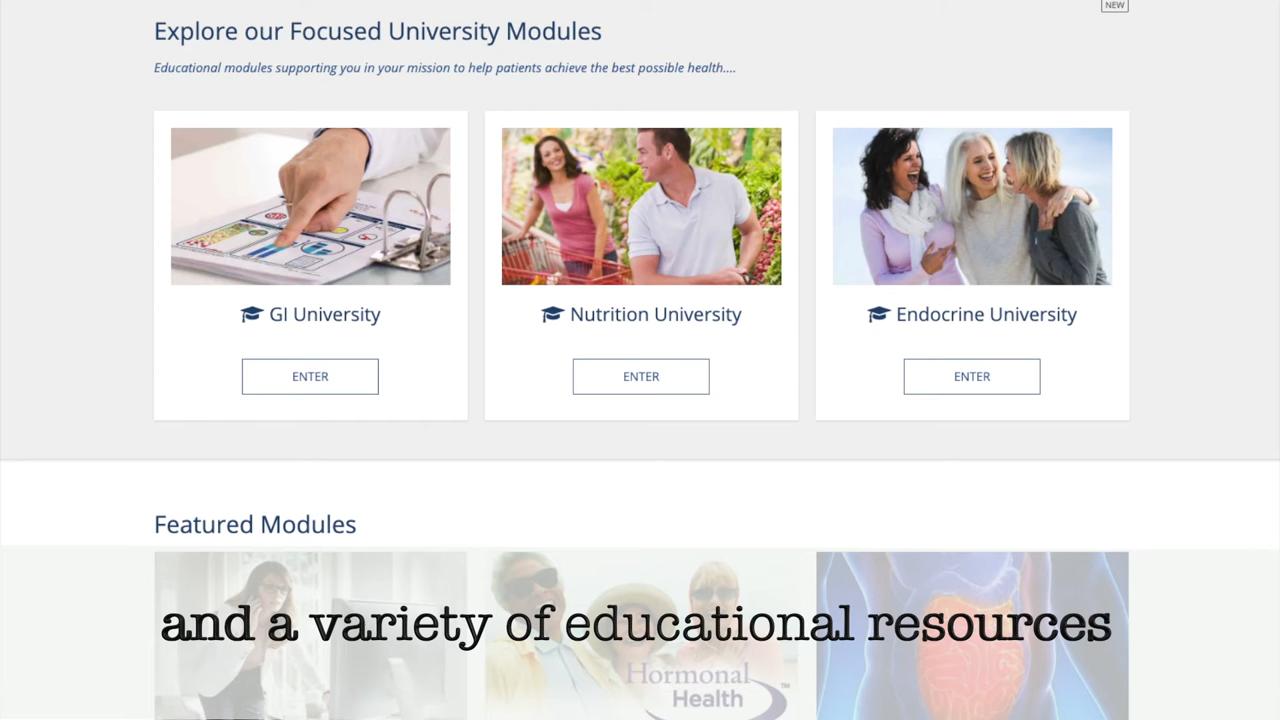 NEW
Explore our Focused University Modules
Educational modules supporting you in your mission to help patients achieve the best possible health....
GI University
Nutrition University
Endocrine University
ENTER
ENTER
ENTER
Featured Modules
and a variety of educational resources
Hormonal
Health™